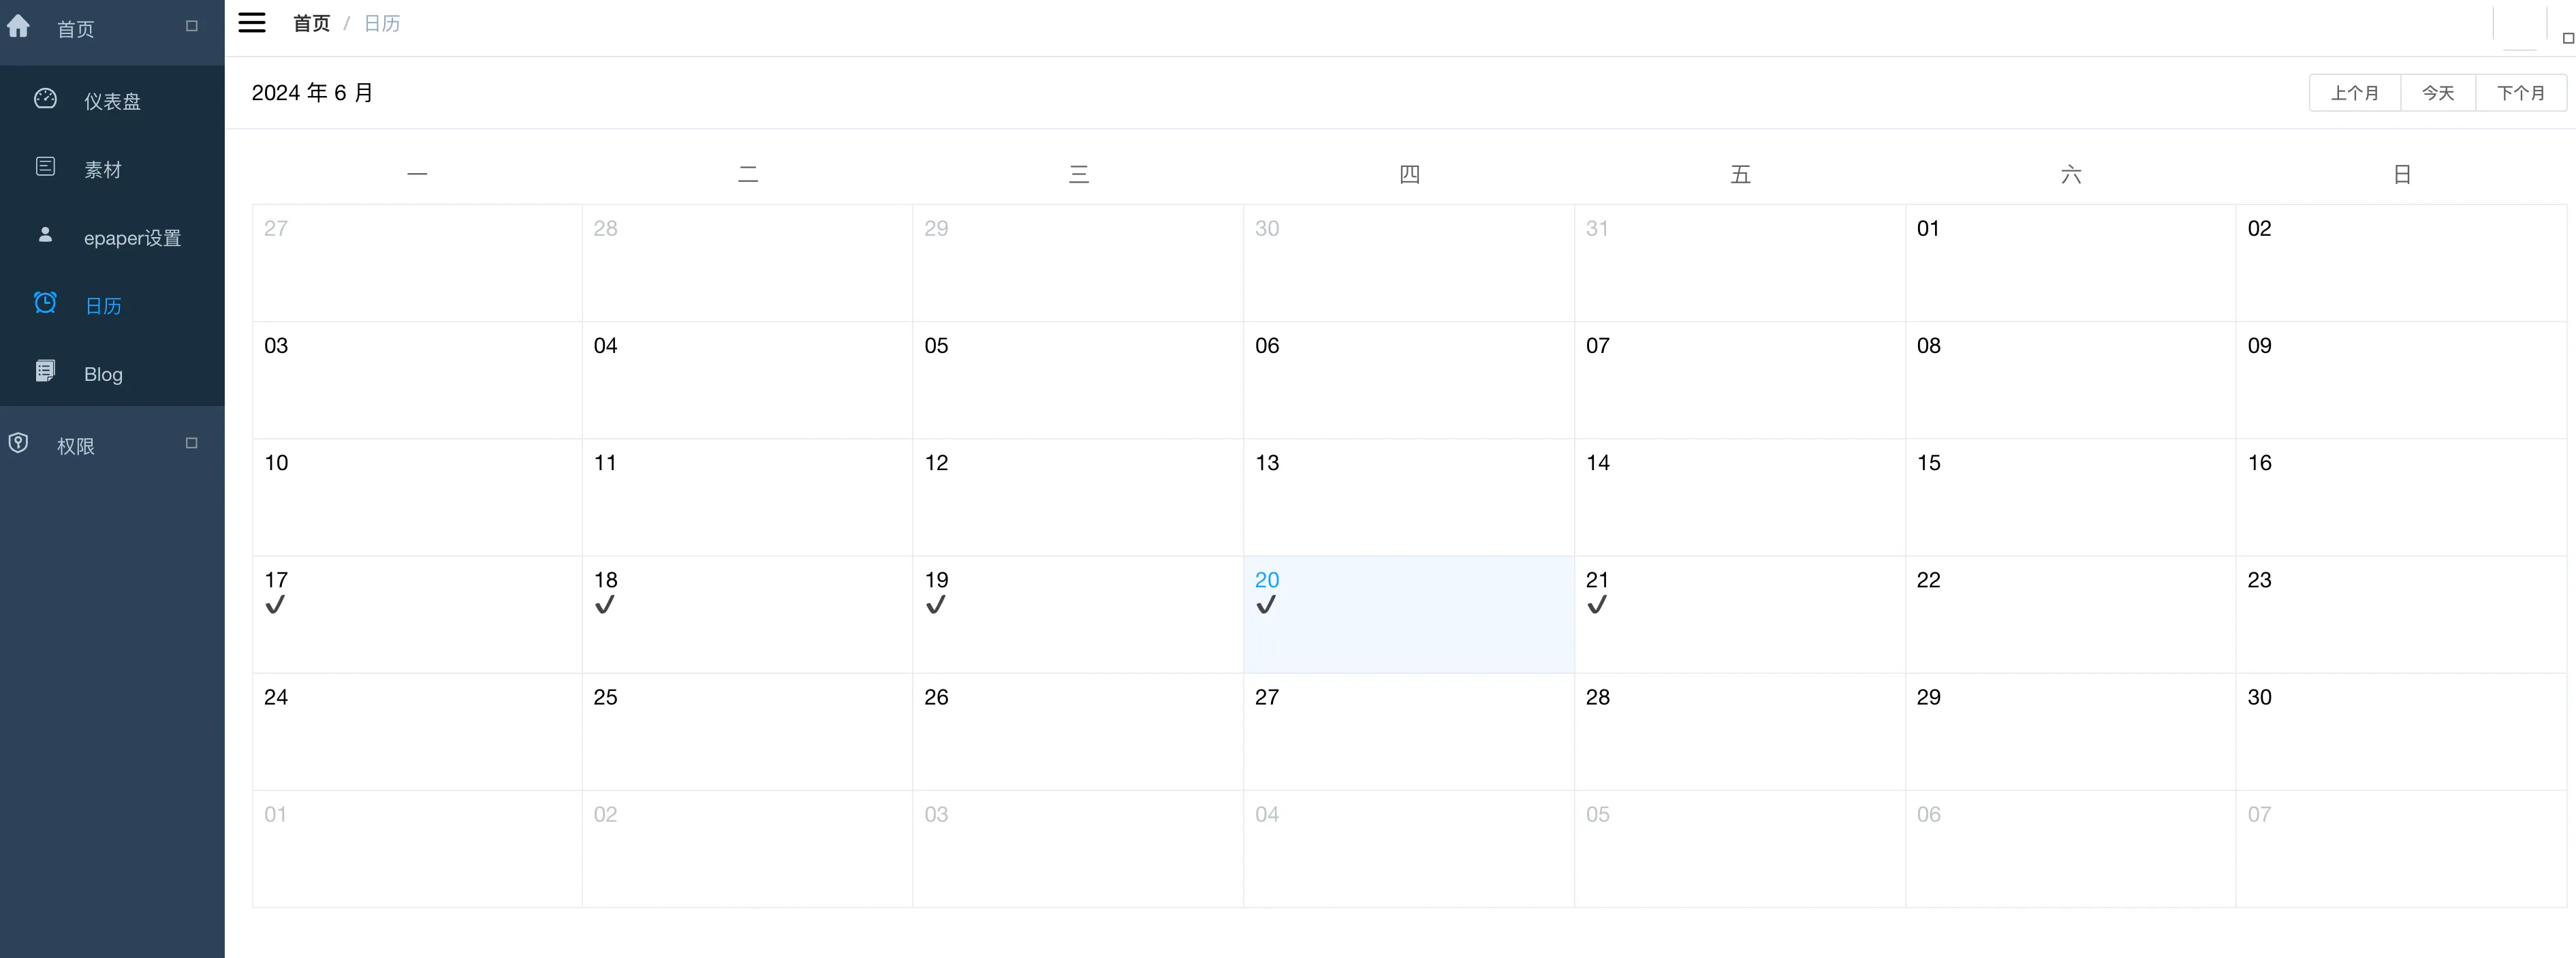 首页
仪表盘
素材
epaper设置
日历
Blog
权限
首页 / 日历
2024 年 6 月
上个月 今天 下个月
一 二 三 四 五 六 日
27 28 29 30 31 01 02
03 04 05 06 07 08 09
10 11 12 13 14 15 16
17 18 19 20 21 22 23
✔ ✔ ✔ ✔ ✔
24 25 26 27 28 29 30
01 02 03 04 05 06 07